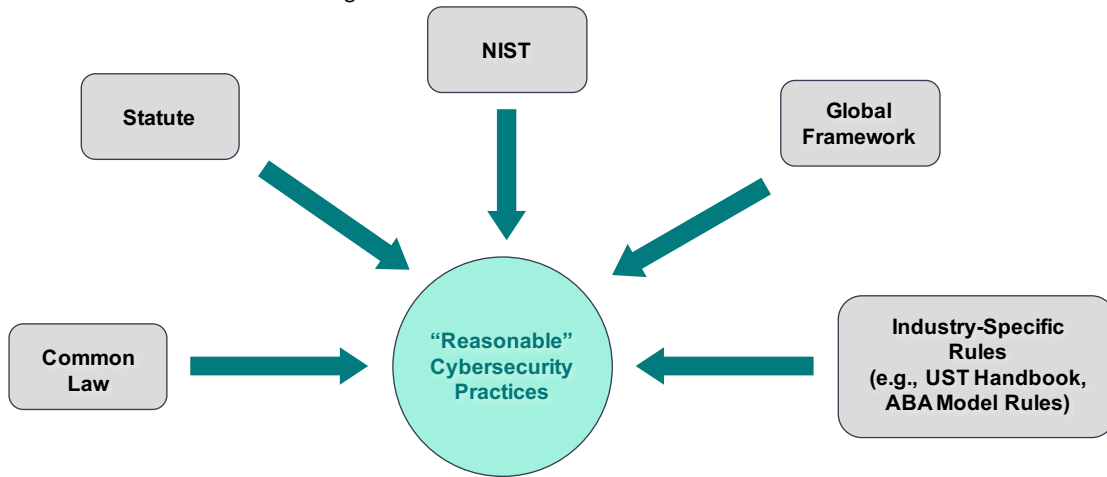 NIST
Statute
Global
Framework
Common
Law
“Reasonable”
Cybersecurity
Practices
Industry-Specific
Rules
(e.g., UST Handbook,
ABA Model Rules)